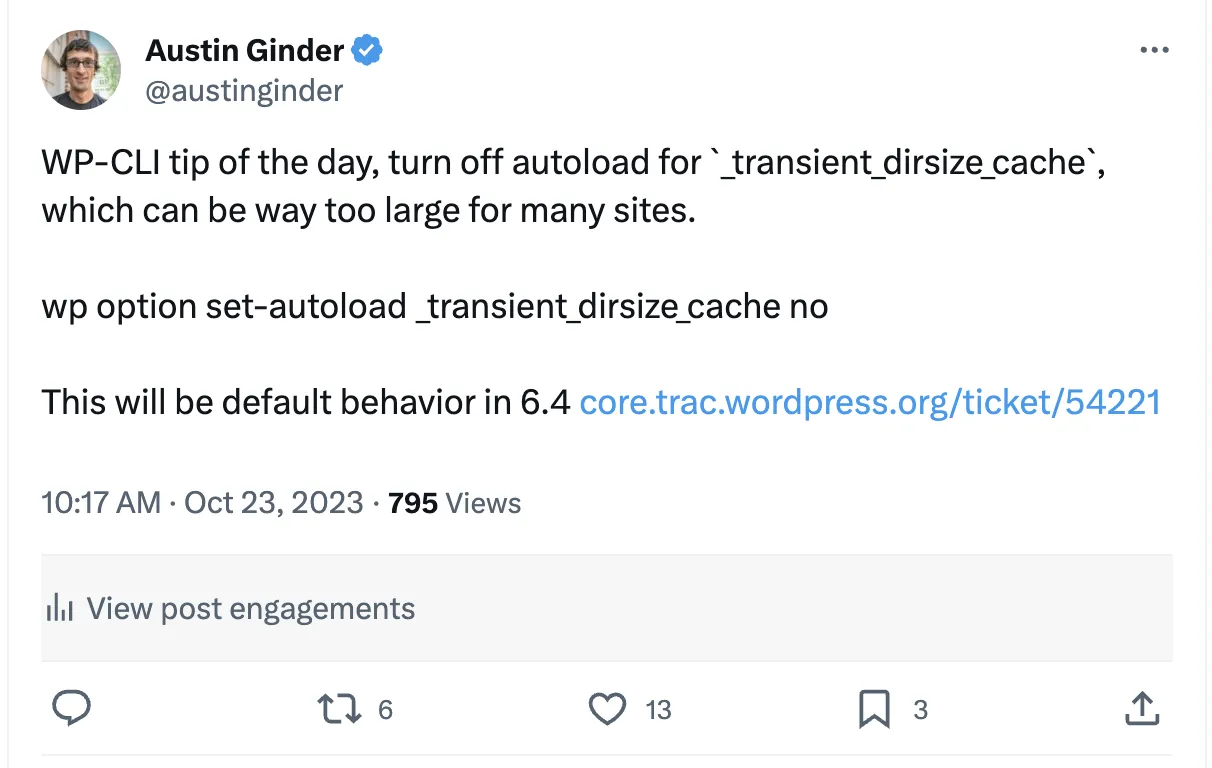 Austin Ginder
@austinginder
WP-CLI tip of the day, turn off autoload for `_transient_dirsize_cache`,
which can be way too large for many sites.
wp option set-autoload _transient_dirsize_cache no
This will be default behavior in 6.4 core.trac.wordpress.org/ticket/54221
10:17 AM · Oct 23, 2023 · 795 Views
View post engagements
6 13 3